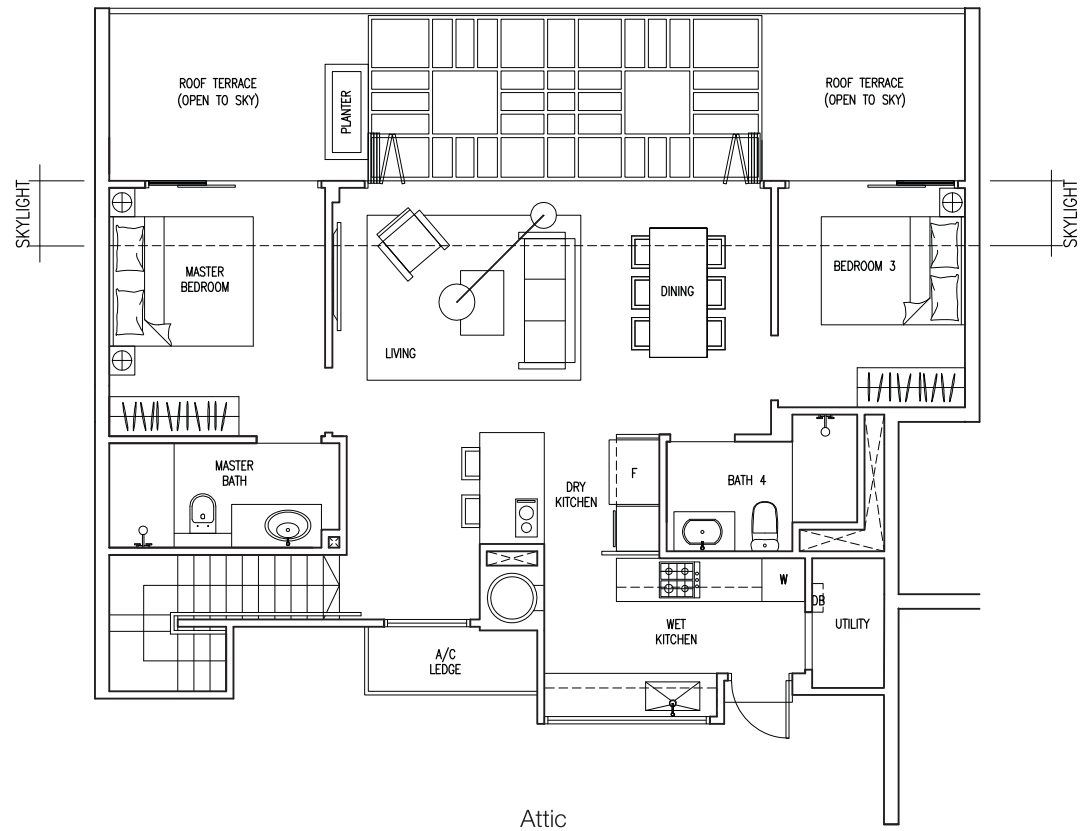 ROOF TERRACE
(OPEN TO SKY)
PLANTER
ROOF TERRACE
(OPEN TO SKY)
SKYLIGHT
SKYLIGHT
MASTER
BEDROOM
LIVING
DINING
BEDROOM 3
MASTER
BATH
DRY
KITCHEN
F
BATH 4
W
DB
WET
KITCHEN
UTILITY
A/C
LEDGE
Attic